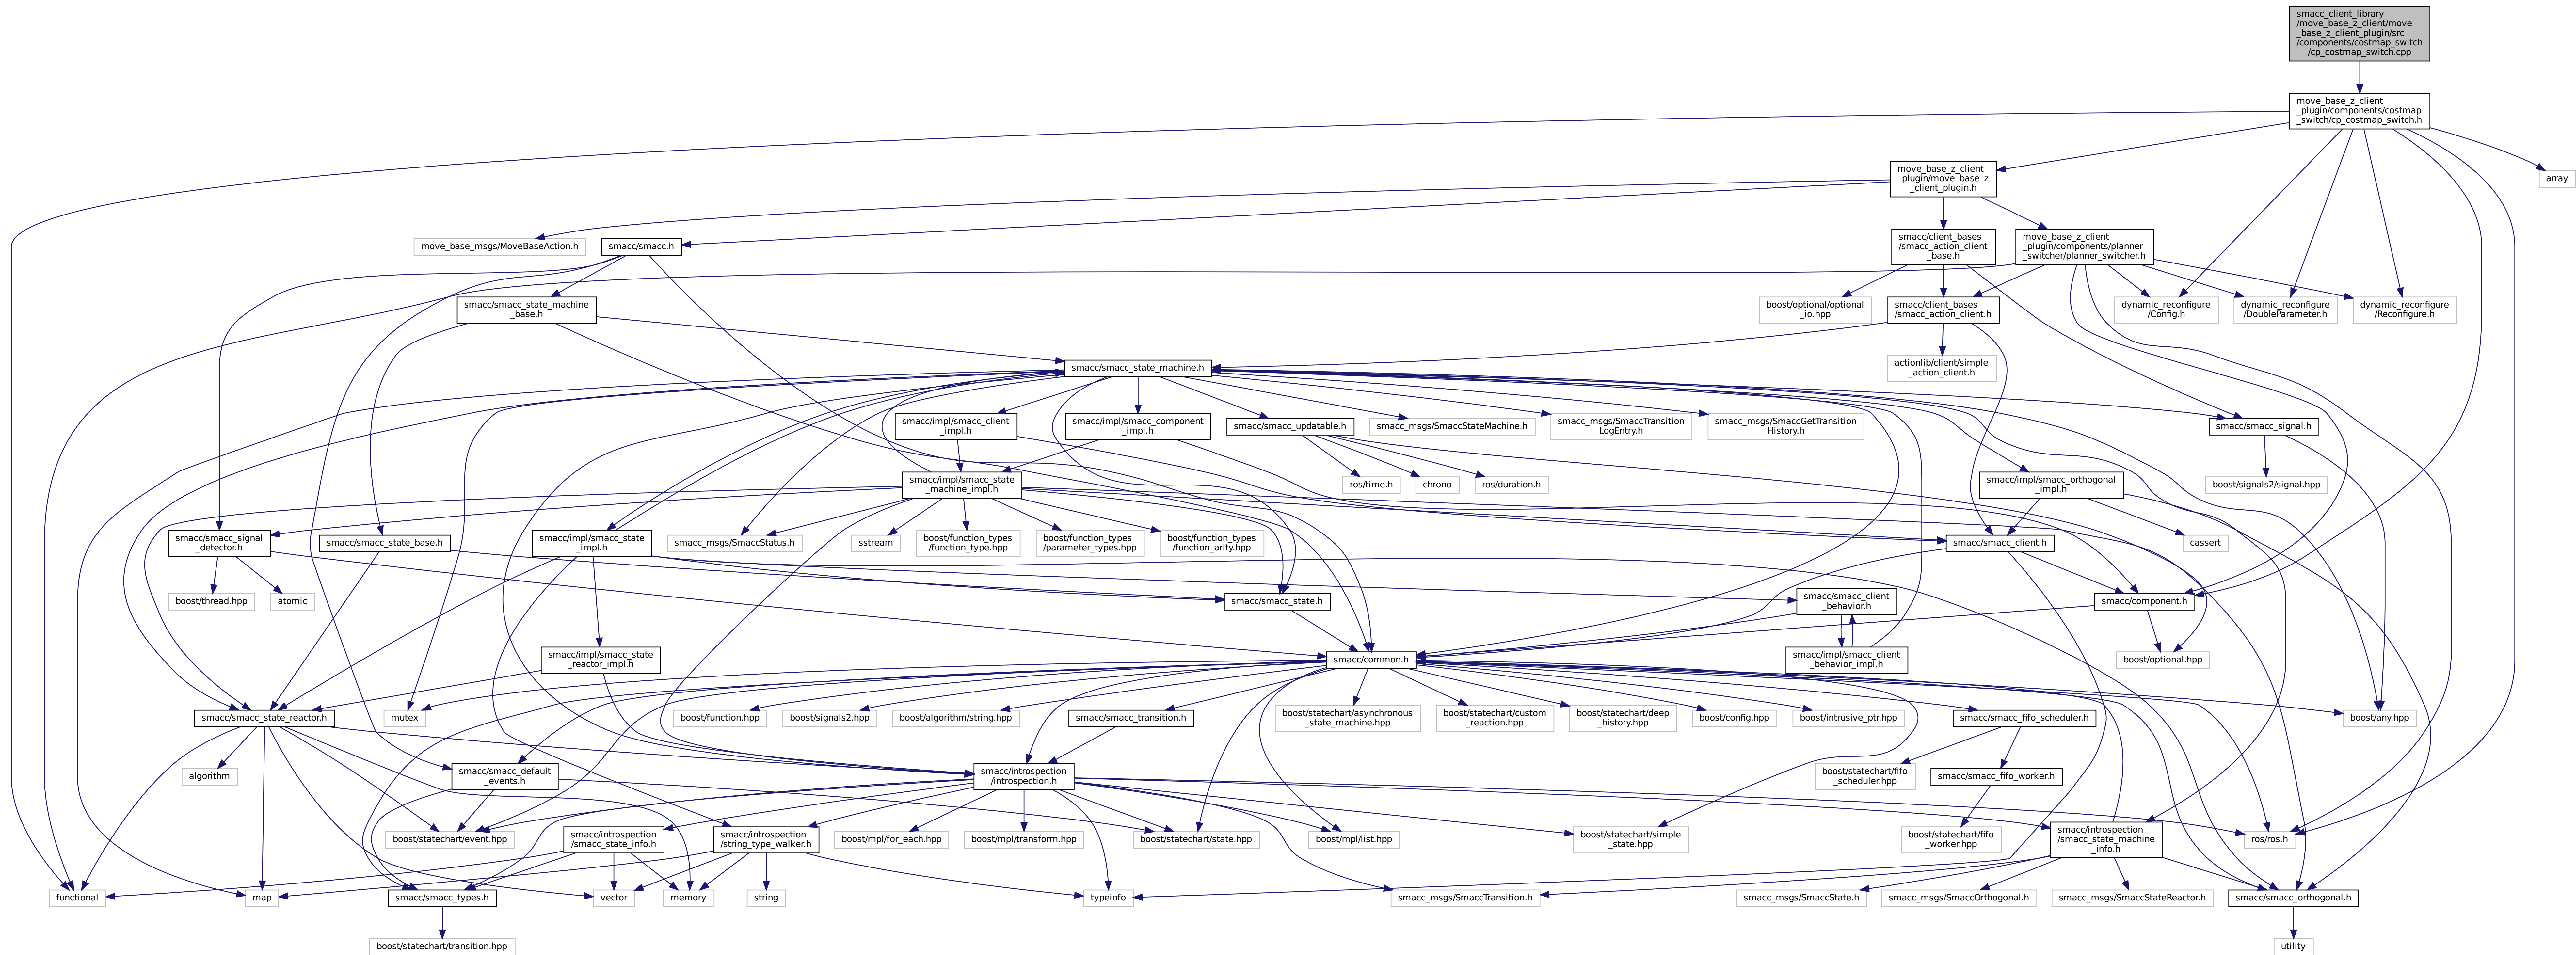 smacc_client_library
/move_base_z_client/move
_base_z_client_plugin/src
/components/costmap_switch
/cp_costmap_switch.cpp
move_base_z_client
_plugin/components/costmap
_switch/cp_costmap_switch.h
move_base_z_client
_plugin/move_base_z
_client_plugin.h
array
move_base_msgs/MoveBaseAction.h
smacc/smacc.h
smacc/client_bases
/smacc_action_client
_base.h
move_base_z_client
_plugin/components/planner
_switcher/planner_switcher.h
smacc/smacc_state_machine
_base.h
boost/optional/optional
_io.hpp
smacc/client_bases
/smacc_action_client.h
dynamic_reconfigure
/Config.h
dynamic_reconfigure
/DoubleParameter.h
dynamic_reconfigure
/Reconfigure.h
smacc/smacc_state_machine.h
actionlib/client/simple
_action_client.h
smacc/impl/smacc_client
_impl.h
smacc/impl/smacc_component
_impl.h
smacc/smacc_updatable.h
smacc_msgs/SmaccStateMachine.h
smacc_msgs/SmaccTransition
LogEntry.h
smacc_msgs/SmaccGetTransition
History.h
smacc/smacc_signal.h
smacc/impl/smacc_state
_machine_impl.h
ros/time.h
chrono
ros/duration.h
smacc/impl/smacc_orthogonal
_impl.h
boost/signals2/signal.hpp
smacc/smacc_signal
_detector.h
smacc/smacc_state_base.h
smacc/impl/smacc_state
_impl.h
smacc_msgs/SmaccStatus.h
sstream
boost/function_types
/function_type.hpp
boost/function_types
/parameter_types.hpp
boost/function_types
/function_arity.hpp
smacc/smacc_client.h
cassert
boost/thread.hpp
atomic
smacc/smacc_state.h
smacc/smacc_client
_behavior.h
smacc/component.h
smacc/impl/smacc_state
_reactor_impl.h
smacc/common.h
smacc/impl/smacc_client
_behavior_impl.h
boost/optional.hpp
smacc/smacc_state_reactor.h
mutex
boost/function.hpp
boost/signals2.hpp
boost/algorithm/string.hpp
smacc/smacc_transition.h
boost/statechart/asynchronous
_state_machine.hpp
boost/statechart/custom
_reaction.hpp
boost/statechart/deep
_history.hpp
boost/config.hpp
boost/intrusive_ptr.hpp
smacc/smacc_fifo_scheduler.h
boost/any.hpp
algorithm
smacc/smacc_default
_events.h
smacc/introspection
/introspection.h
boost/statechart/fifo
_scheduler.hpp
smacc/smacc_fifo_worker.h
boost/statechart/event.hpp
smacc/introspection
/smacc_state_info.h
smacc/introspection
/string_type_walker.h
boost/mpl/for_each.hpp
boost/mpl/transform.hpp
boost/statechart/state.hpp
boost/mpl/list.hpp
boost/statechart/simple
_state.hpp
boost/statechart/fifo
_worker.hpp
smacc/introspection
/smacc_state_machine
_info.h
ros/ros.h
functional
map
smacc/smacc_types.h
vector
memory
string
typeinfo
smacc_msgs/SmaccTransition.h
smacc_msgs/SmaccState.h
smacc_msgs/SmaccOrthogonal.h
smacc_msgs/SmaccStateReactor.h
smacc/smacc_orthogonal.h
boost/statechart/transition.hpp
utility